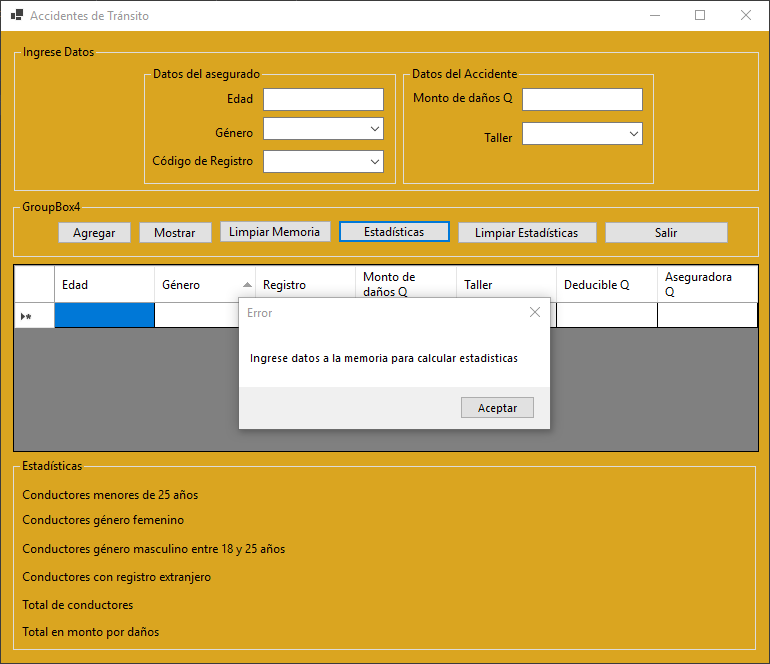 Accidentes de Tránsito
Ingrese Datos
Datos del asegurado
Edad
Género
Código de Registro
Datos del Accidente
Monto de daños Q
Taller
GroupBox4
Agregar
Mostrar
Limpiar Memoria
Estadísticas
Limpiar Estadísticas
Salir
Edad
Género
Registro
Monto de
daños Q
Taller
Deducible Q
Aseguradora
Q
Error
Ingrese datos a la memoria para calcular estadisticas
Aceptar
Estadísticas
Conductores menores de 25 años
Conductores género femenino
Conductores género masculino entre 18 y 25 años
Conductores con registro extranjero
Total de conductores
Total en monto por daños